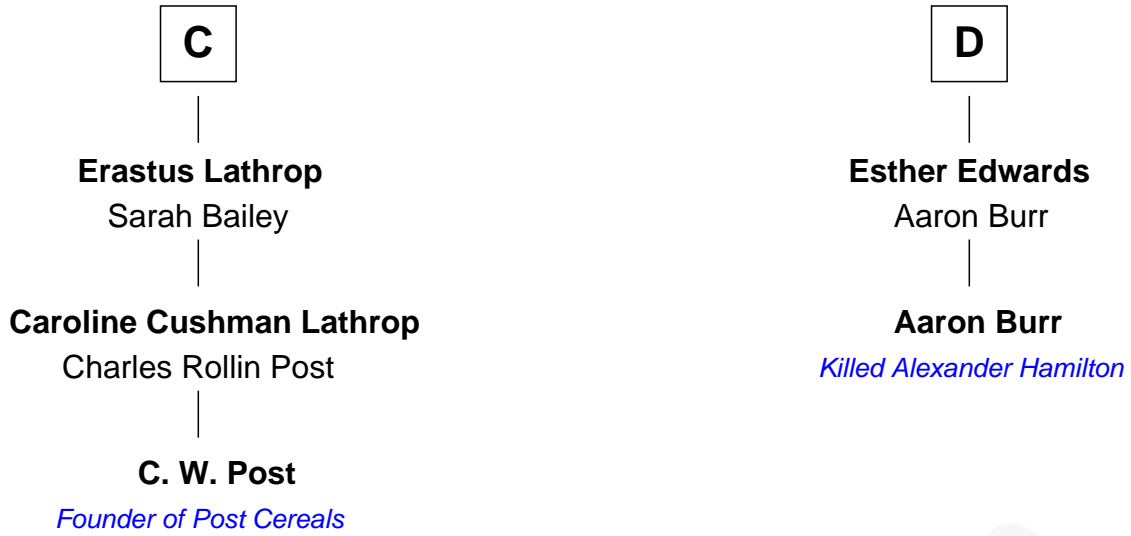 C
Erastus Lathrop
Sarah Bailey
Caroline Cushman Lathrop
Charles Rollin Post
C. W. Post
Founder of Post Cereals
D
Esther Edwards
Aaron Burr
Aaron Burr
Killed Alexander Hamilton